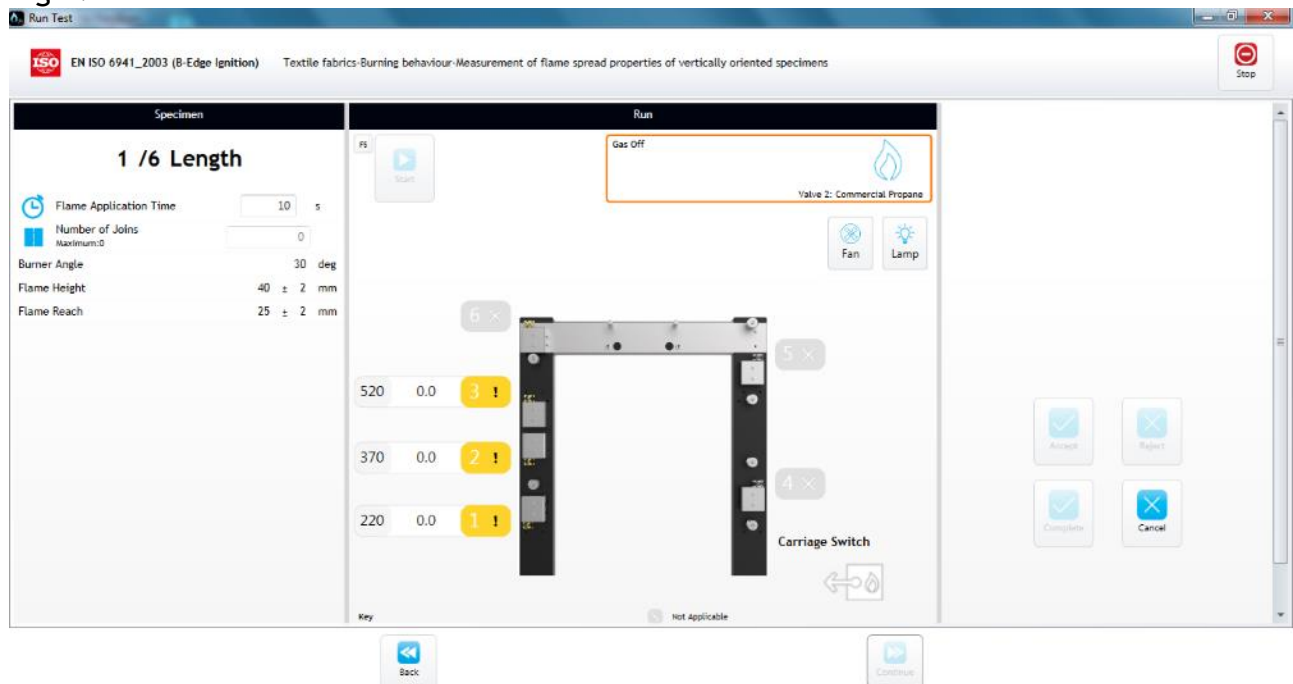 Run Test
ISO
EN ISO 6941_2003 (B-Edge Ignition) Textile fabrics-Burning behaviour-Measurement of flame spread properties of vertically oriented specimens
Stop
Specimen
1 /6 Length
Flame Application Time 10 s
Number of Joins 0
Maximum:0
Burner Angle 30 deg
Flame Height 40 ± 2 mm
Flame Reach 25 ± 2 mm
Run
F5
Start
Gas Off
Valve 2: Commercial Propane
Fan
Lamp
6
5
520 0.0 3 !
370 0.0 2 !
4
220 0.0 1 !
Carriage Switch
Key
Not Applicable
Accept
Reject
Complete
Cancel
Back
Continue